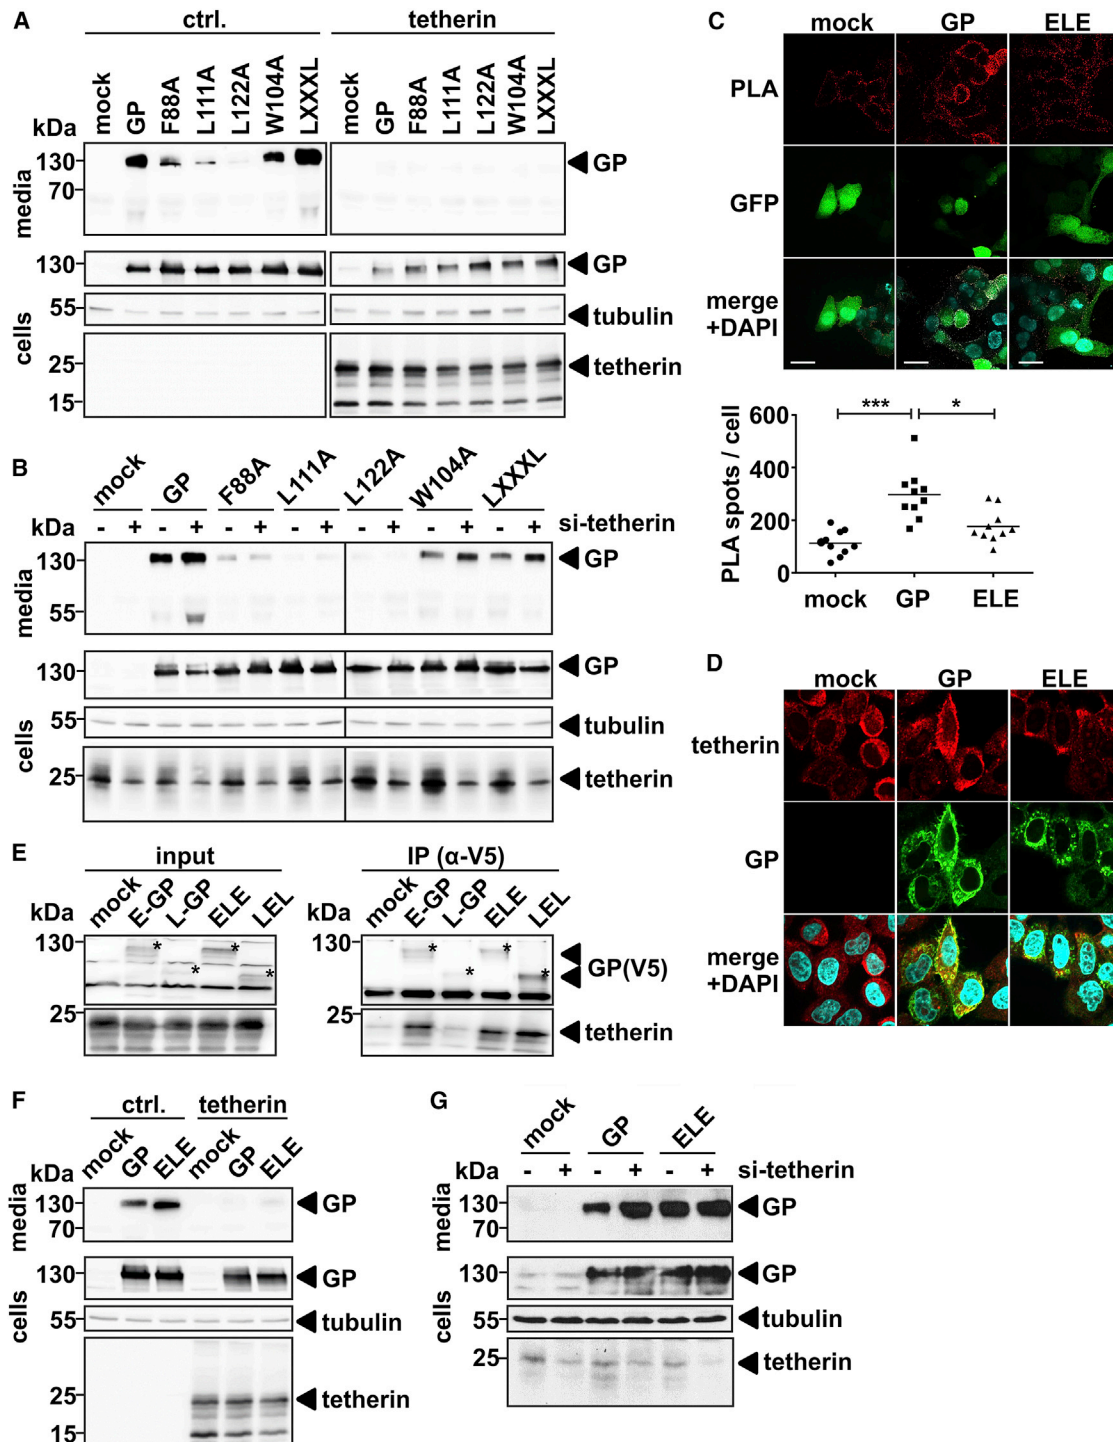 A
ctrl. tetherin
mock GP F88A L111A L122A W104A LXXXL mock GP F88A L111A L122A W104A LXXXL
kDa
130 GP
70
media
130 GP
55 tubulin
cells
25 tetherin
15
B
mock GP F88A L111A L122A W104A LXXXL
kDa - + - + - + - + - + - + - + si-tetherin
130 GP
55
media
130 GP
55 tubulin
cells
25 tetherin
C
mock GP ELE
PLA
GFP
merge
+DAPI
*** *
600
400
200
0
PLA spots / cell
mock GP ELE
D
mock GP ELE
tetherin
GP
merge
+DAPI
E
input IP (α-V5)
mock E-GP L-GP ELE LEL mock E-GP L-GP ELE LEL
kDa kDa
130 * * * * 130 * * * *
GP(V5)
25 25 tetherin
F
ctrl. tetherin
mock GP ELE mock GP ELE
kDa
130 GP
70
media
130 GP
55 tubulin
cells
25 tetherin
15
G
mock GP ELE
kDa - + - + - + si-tetherin
130 GP
70
media
130 GP
55 tubulin
cells
25 tetherin